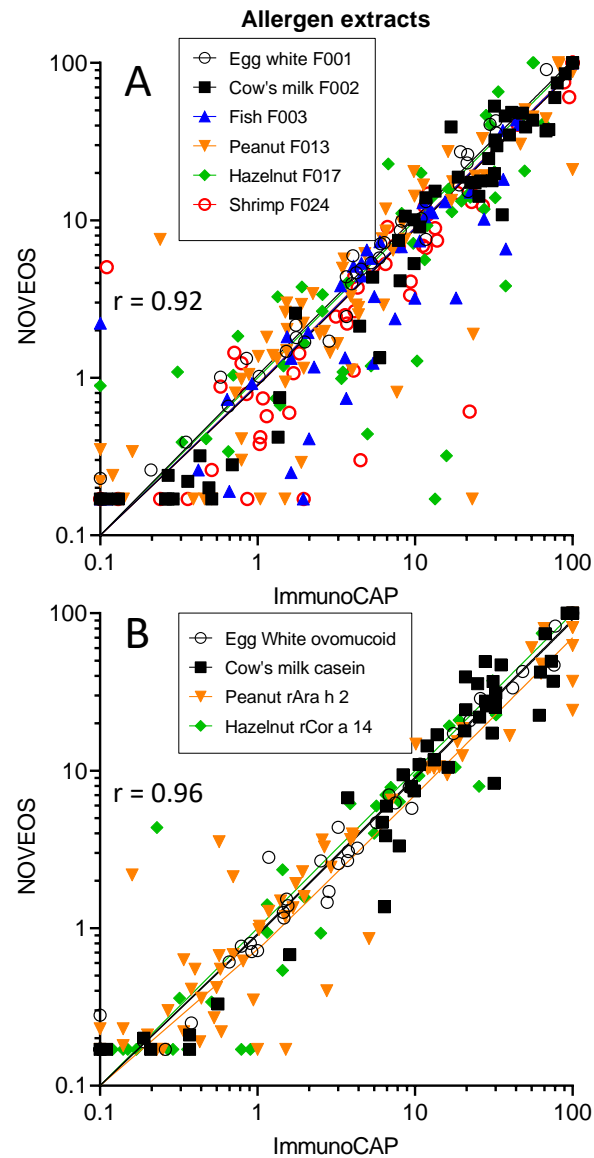 Allergen extracts
A
Egg white F001
Cow's milk F002
Fish F003
Peanut F013
Hazelnut F017
Shrimp F024
r = 0.92
NOVEOS
100
10
1
0.1
0.1
1
10
100
ImmunoCAP
B
Egg White ovomucoid
Cow's milk casein
Peanut rAra h 2
Hazelnut rCor a 14
r = 0.96
NOVEOS
100
10
1
0.1
0.1
1
10
100
ImmunoCAP